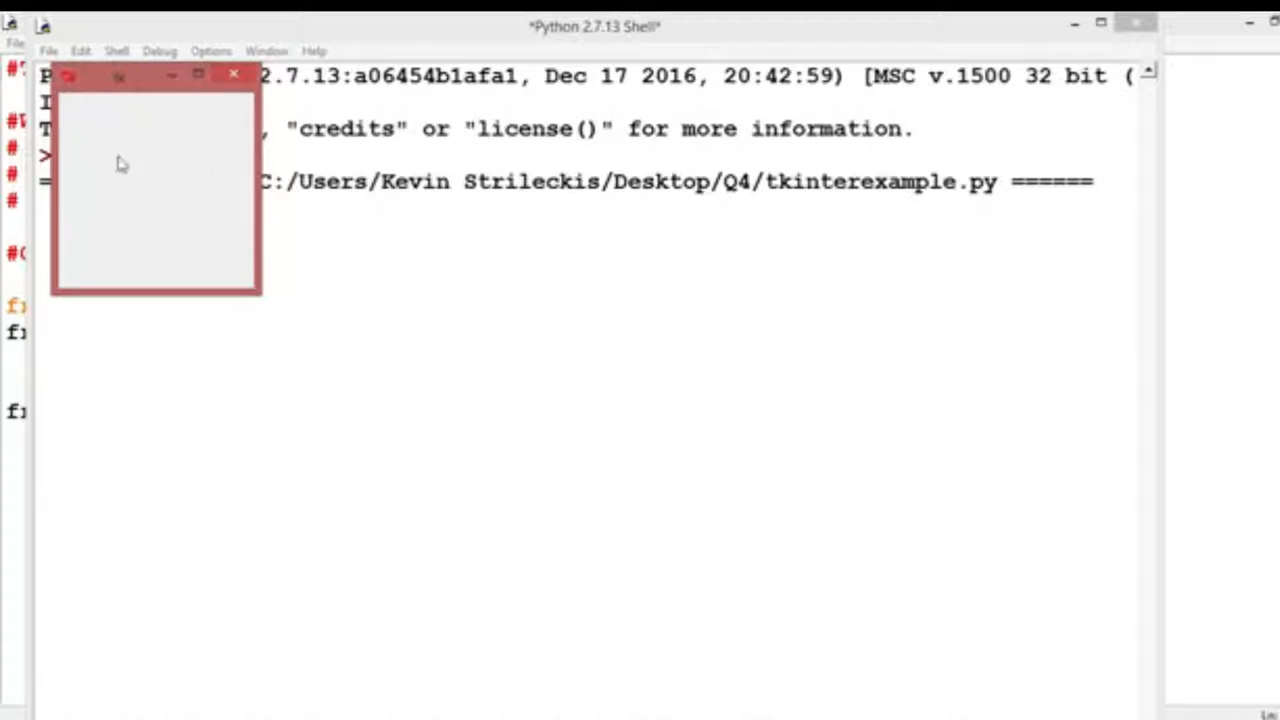 *Python 2.7.13 Shell*
File Edit Shell Debug Options Window Help
tk
2.7.13:a06454b1afa1, Dec 17 2016, 20:42:59) [MSC v.1500 32 bit (
I
T , "credits" or "license()" for more information.
>
= C:/Users/Kevin Strileckis/Desktop/Q4/tkinterexample.py ======
#
#
#
#